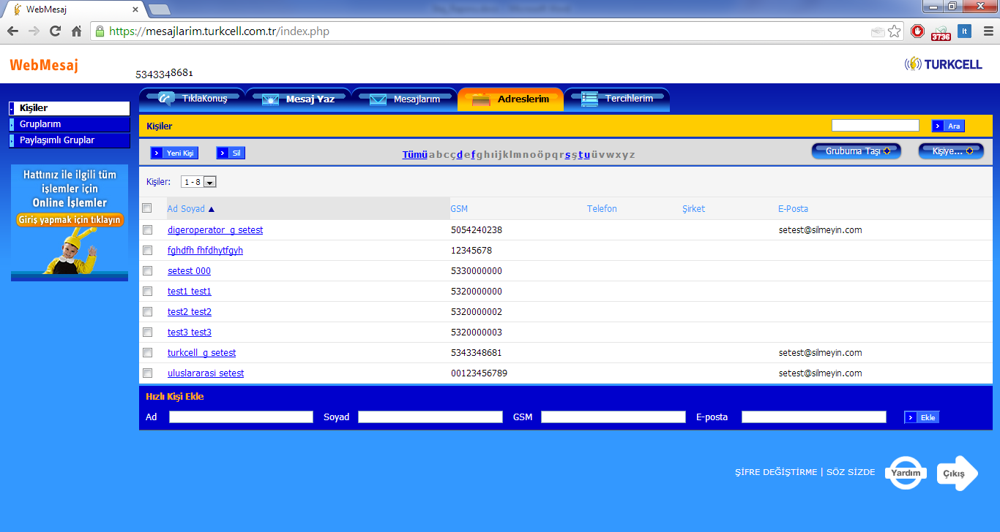 WebMesaj
https://mesajlarim.turkcell.com.tr/index.php
3736
lt
WebMesaj
5343348681
TURKCELL
TıklaKonuş
Mesaj Yaz
Mesajlarım
Adreslerim
Tercihlerim
Kişiler
Gruplarım
Paylaşımlı Gruplar
Hattınız ile ilgili tüm
işlemler için
Online İşlemler
Giriş yapmak için tıklayın
Kişiler
Ara
Yeni Kişi
Sil
Tümü a b c ç d e f g h ı i j k l m n o ö p q r s ş t u ü v w x y z
Grubuma Taşı
Kişiye...
Kişiler: 1 - 8
Ad Soyad GSM Telefon Şirket E-Posta
digeroperator_g setest 5054240238 setest@silmeyin.com
fghdfh fhfdhytfgyh 12345678
setest 000 5330000000
test1 test1 5320000000
test2 test2 5320000002
test3 test3 5320000003
turkcell_g setest 5343348681 setest@silmeyin.com
uluslararasi setest 00123456789 setest@silmeyin.com
Hızlı Kişi Ekle
Ad Soyad GSM E-posta Ekle
ŞİFRE DEĞİŞTİRME | SÖZ SİZDE
Yardım
Çıkış